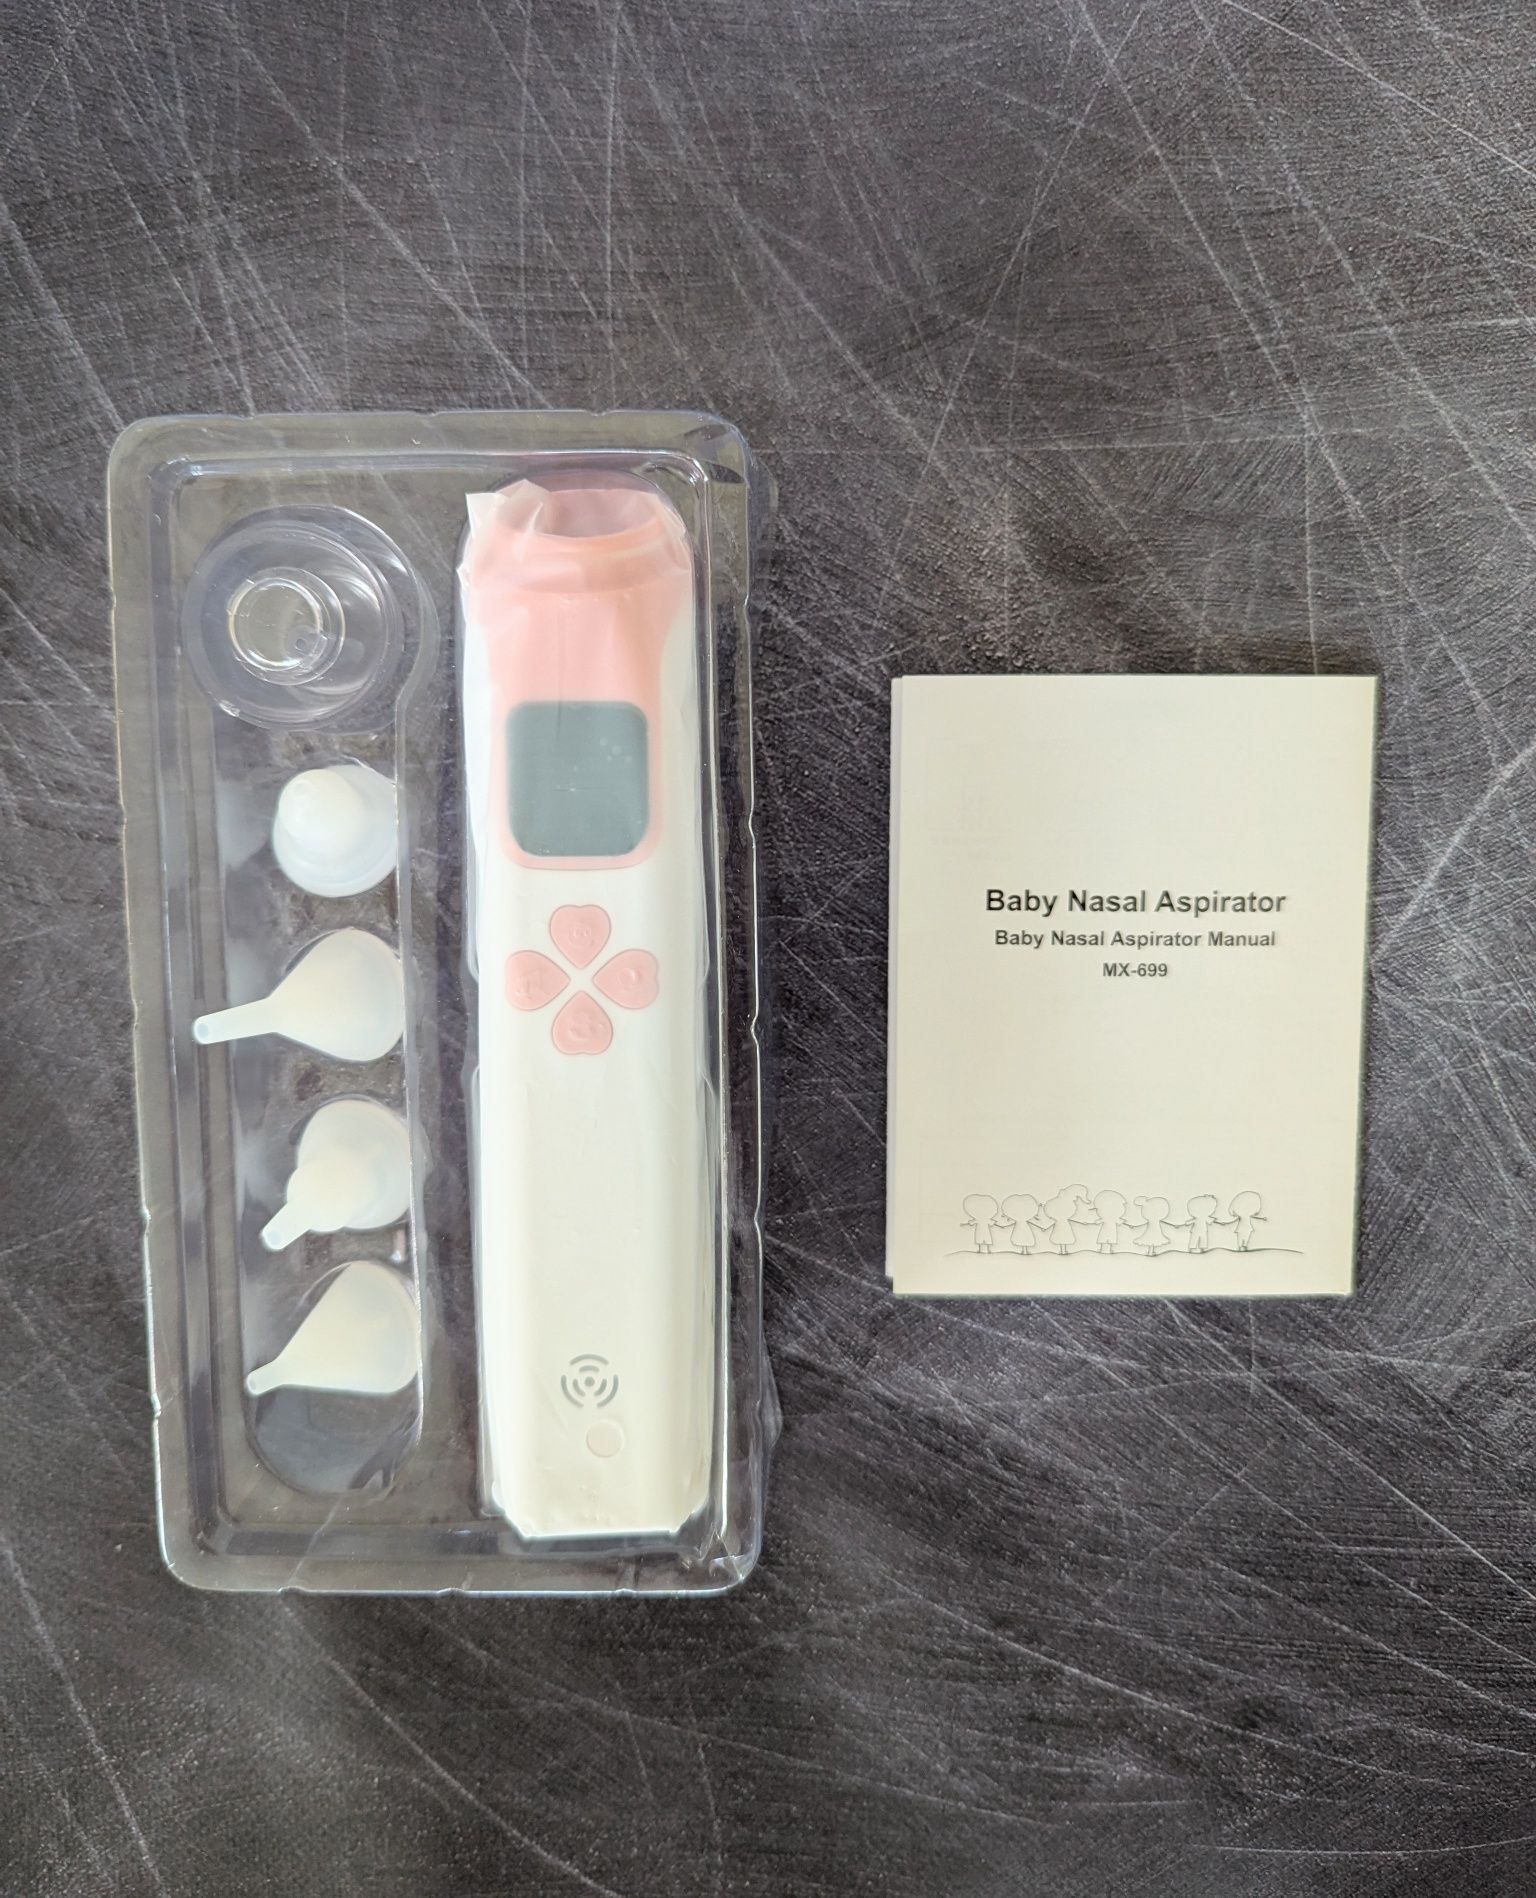 Baby Nasal Aspirator
Baby Nasal Aspirator Manual
MX-699